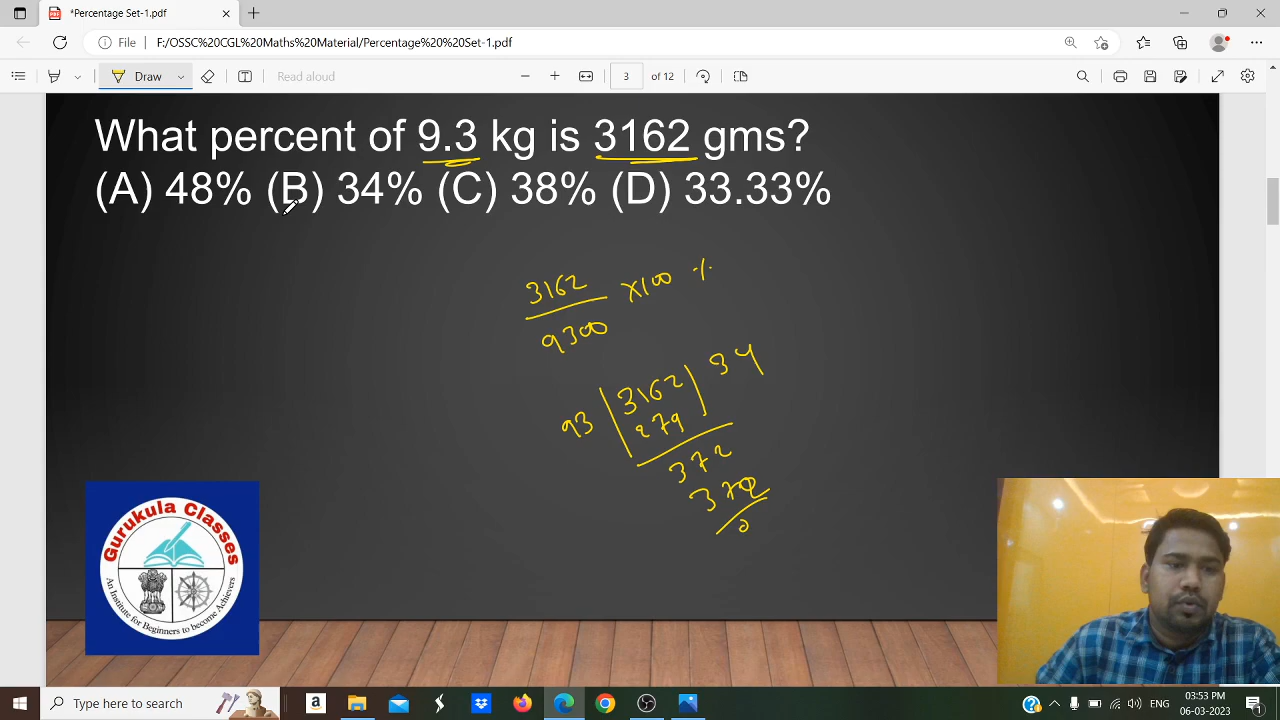 *Percentage Set-1.pdf
File F:/OSSC%20CGL%20Maths%20Material/Percentage%20%20Set-1.pdf
Draw Read aloud 3 of 12
What percent of 9.3 kg is 3162 gms?
(A) 48% (B) 34% (C) 38% (D) 33.33%
3162 ×100 %
9300
93 3162 34
279
372
372
0
Gurukula Classes
An Institute for Beginners to become Achievers
Type here to search
ENG
03:53 PM
06-03-2023